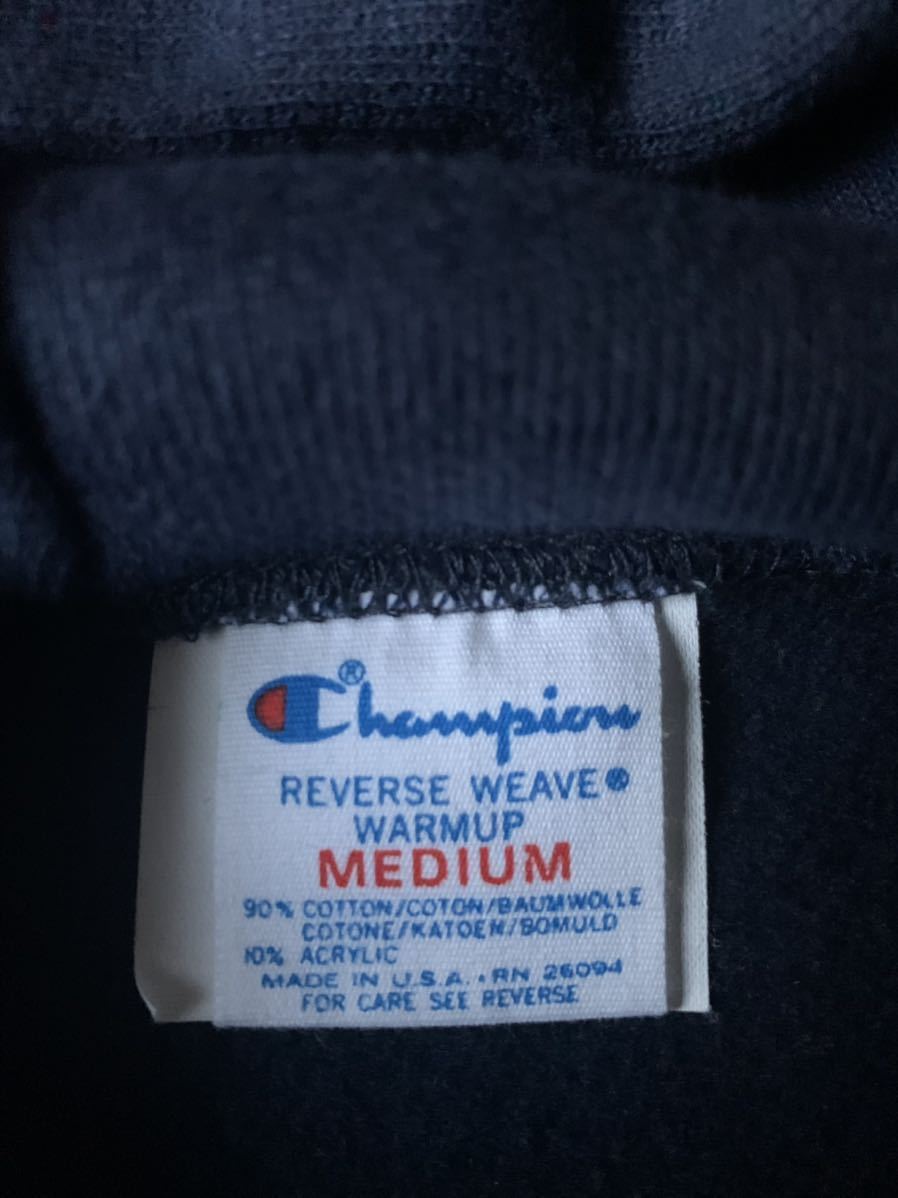 Champion®
REVERSE WEAVE®
WARMUP
MEDIUM
90% COTTON/COTON/BAUMWOLLE
COTONE/KATOEN/BOMULD
10% ACRYLIC
MADE IN U.S.A. • RN 26094
FOR CARE SEE REVERSE